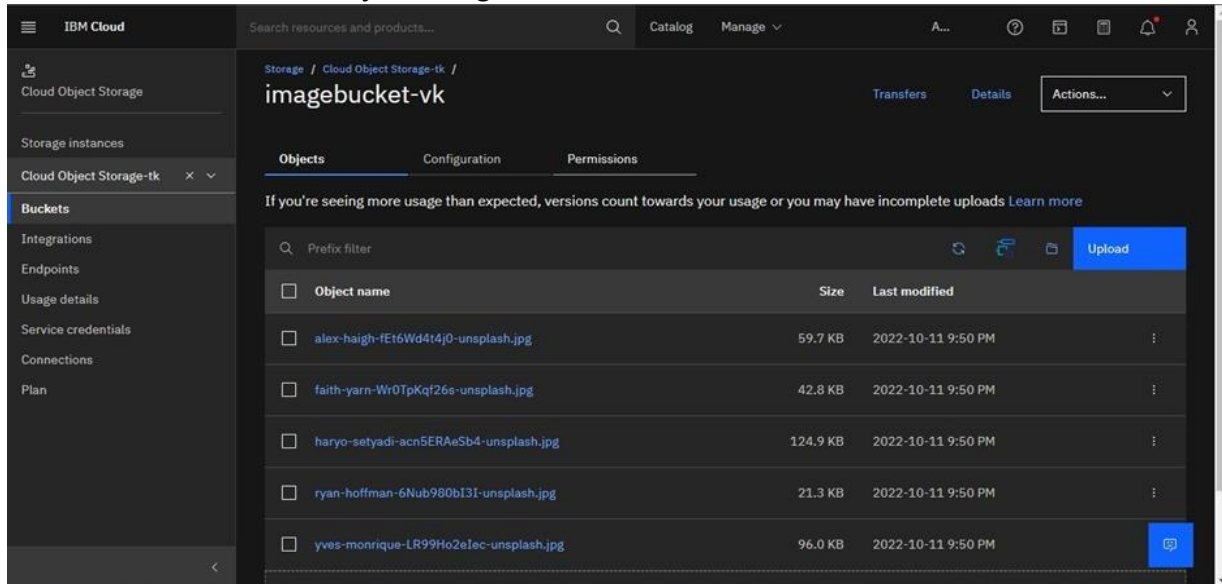 IBM Cloud
Search resources and products...
Catalog
Manage
A...
Cloud Object Storage
Storage instances
Cloud Object Storage-tk
Buckets
Integrations
Endpoints
Usage details
Service credentials
Connections
Plan
Storage / Cloud Object Storage-tk /
imagebucket-vk
Transfers
Details
Actions...
Objects
Configuration
Permissions
If you're seeing more usage than expected, versions count towards your usage or you may have incomplete uploads Learn more
Prefix filter
Upload
Object name Size Last modified
alex-haigh-fEt6Wd4t4j0-unsplash.jpg 59.7 KB 2022-10-11 9:50 PM
faith-yarn-Wr0TpKqf26s-unsplash.jpg 42.8 KB 2022-10-11 9:50 PM
haryo-setyadi-acn5ERAeSb4-unsplash.jpg 124.9 KB 2022-10-11 9:50 PM
ryan-hoffman-6Nub980bI3I-unsplash.jpg 21.3 KB 2022-10-11 9:50 PM
yves-monrique-LR99Ho2eIec-unsplash.jpg 96.0 KB 2022-10-11 9:50 PM